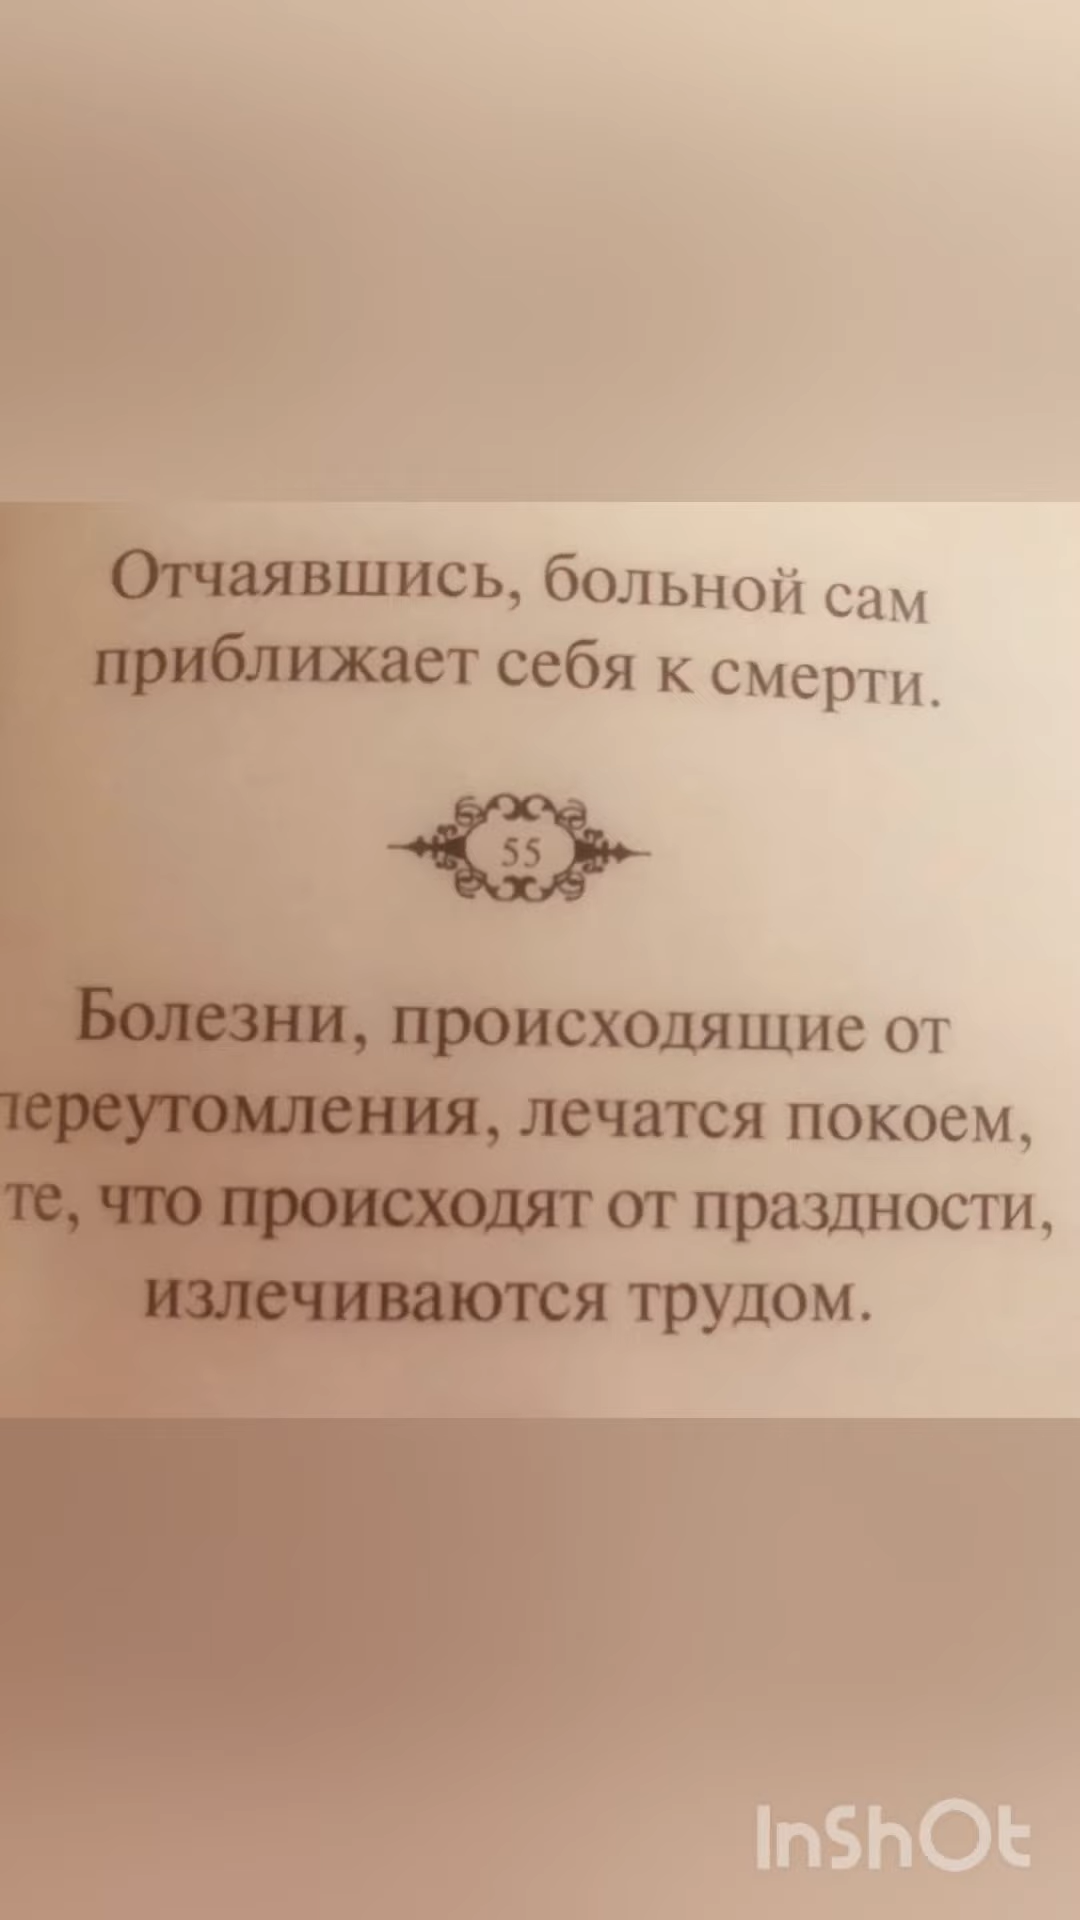 Отчаявшись, больной сам
приближает себя к смерти.
55
Болезни, происходящие от
переутомления, лечатся покоем,
те, что происходят от праздности,
излечиваются трудом.
InShOt